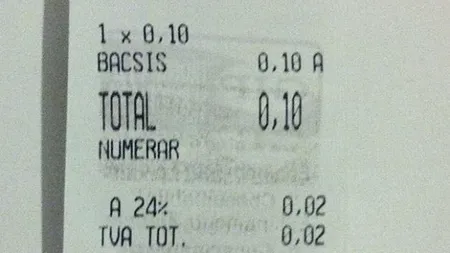 1 x 0,10
BACSIS 0,10 A
TOTAL 0,10
NUMERAR
A 24% 0,02
TVA TOT. 0,02